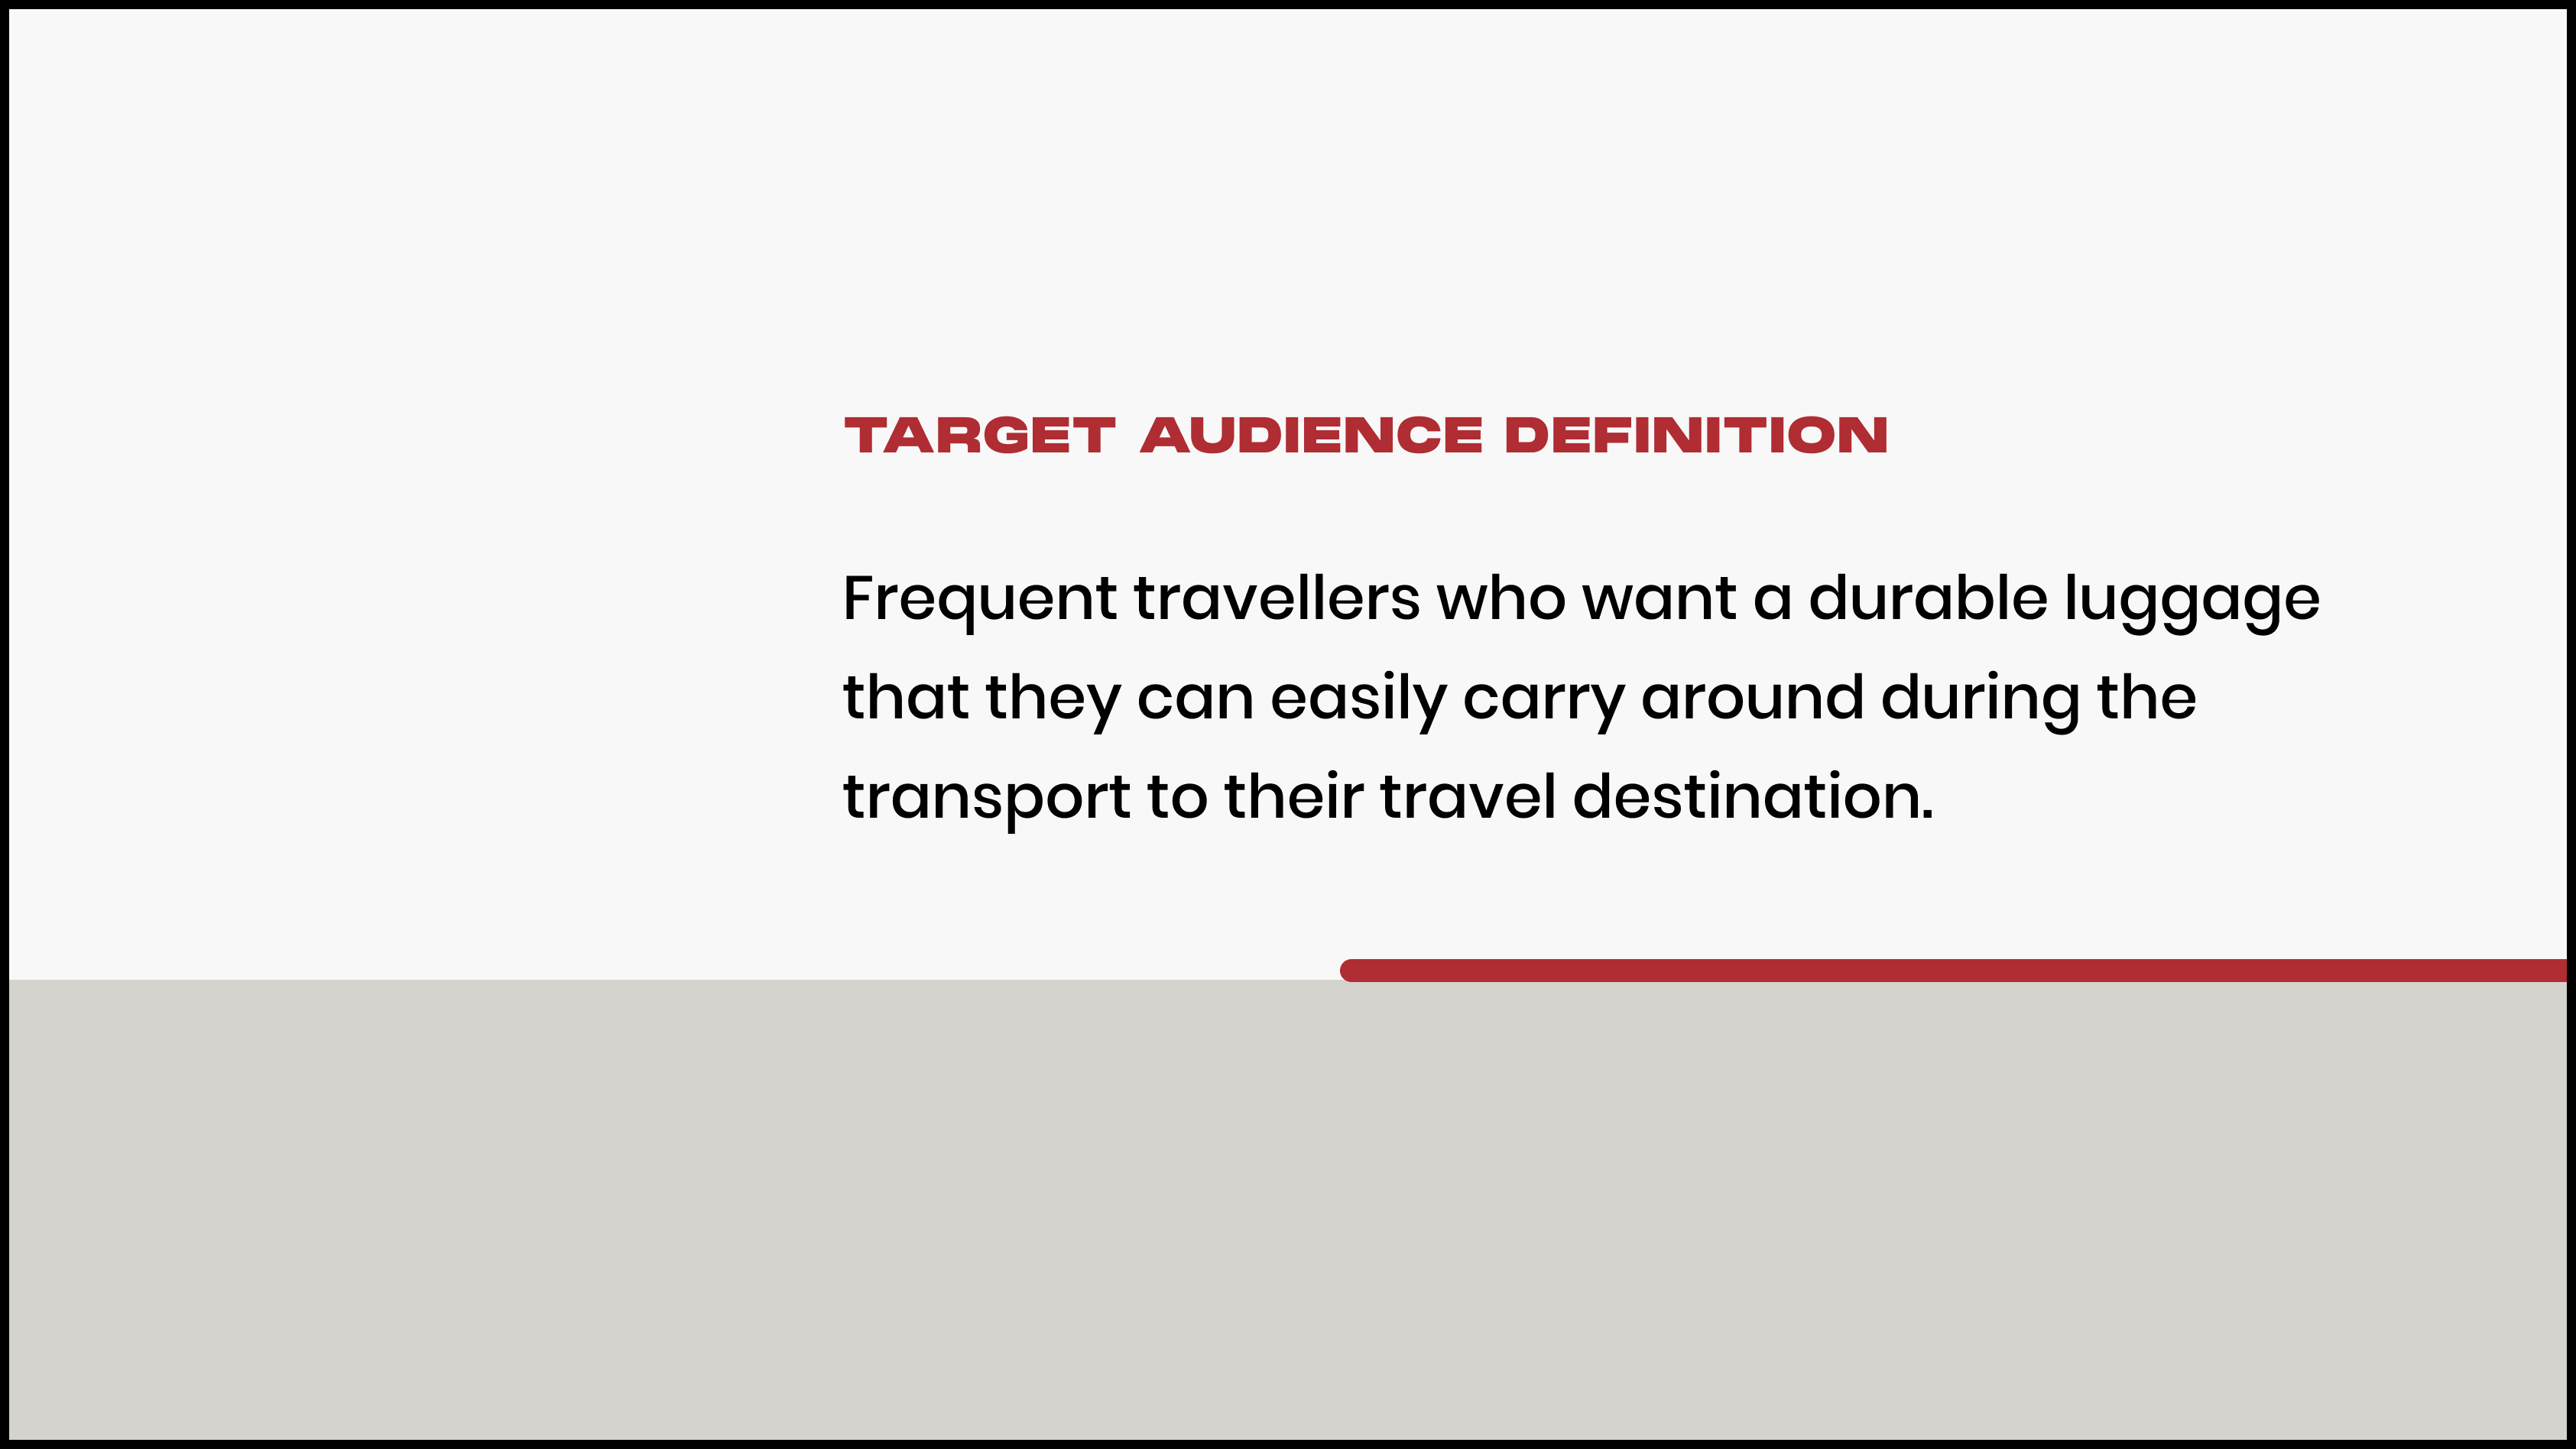 TARGET AUDIENCE DEFINITION
Frequent travellers who want a durable luggage
that they can easily carry around during the
transport to their travel destination.